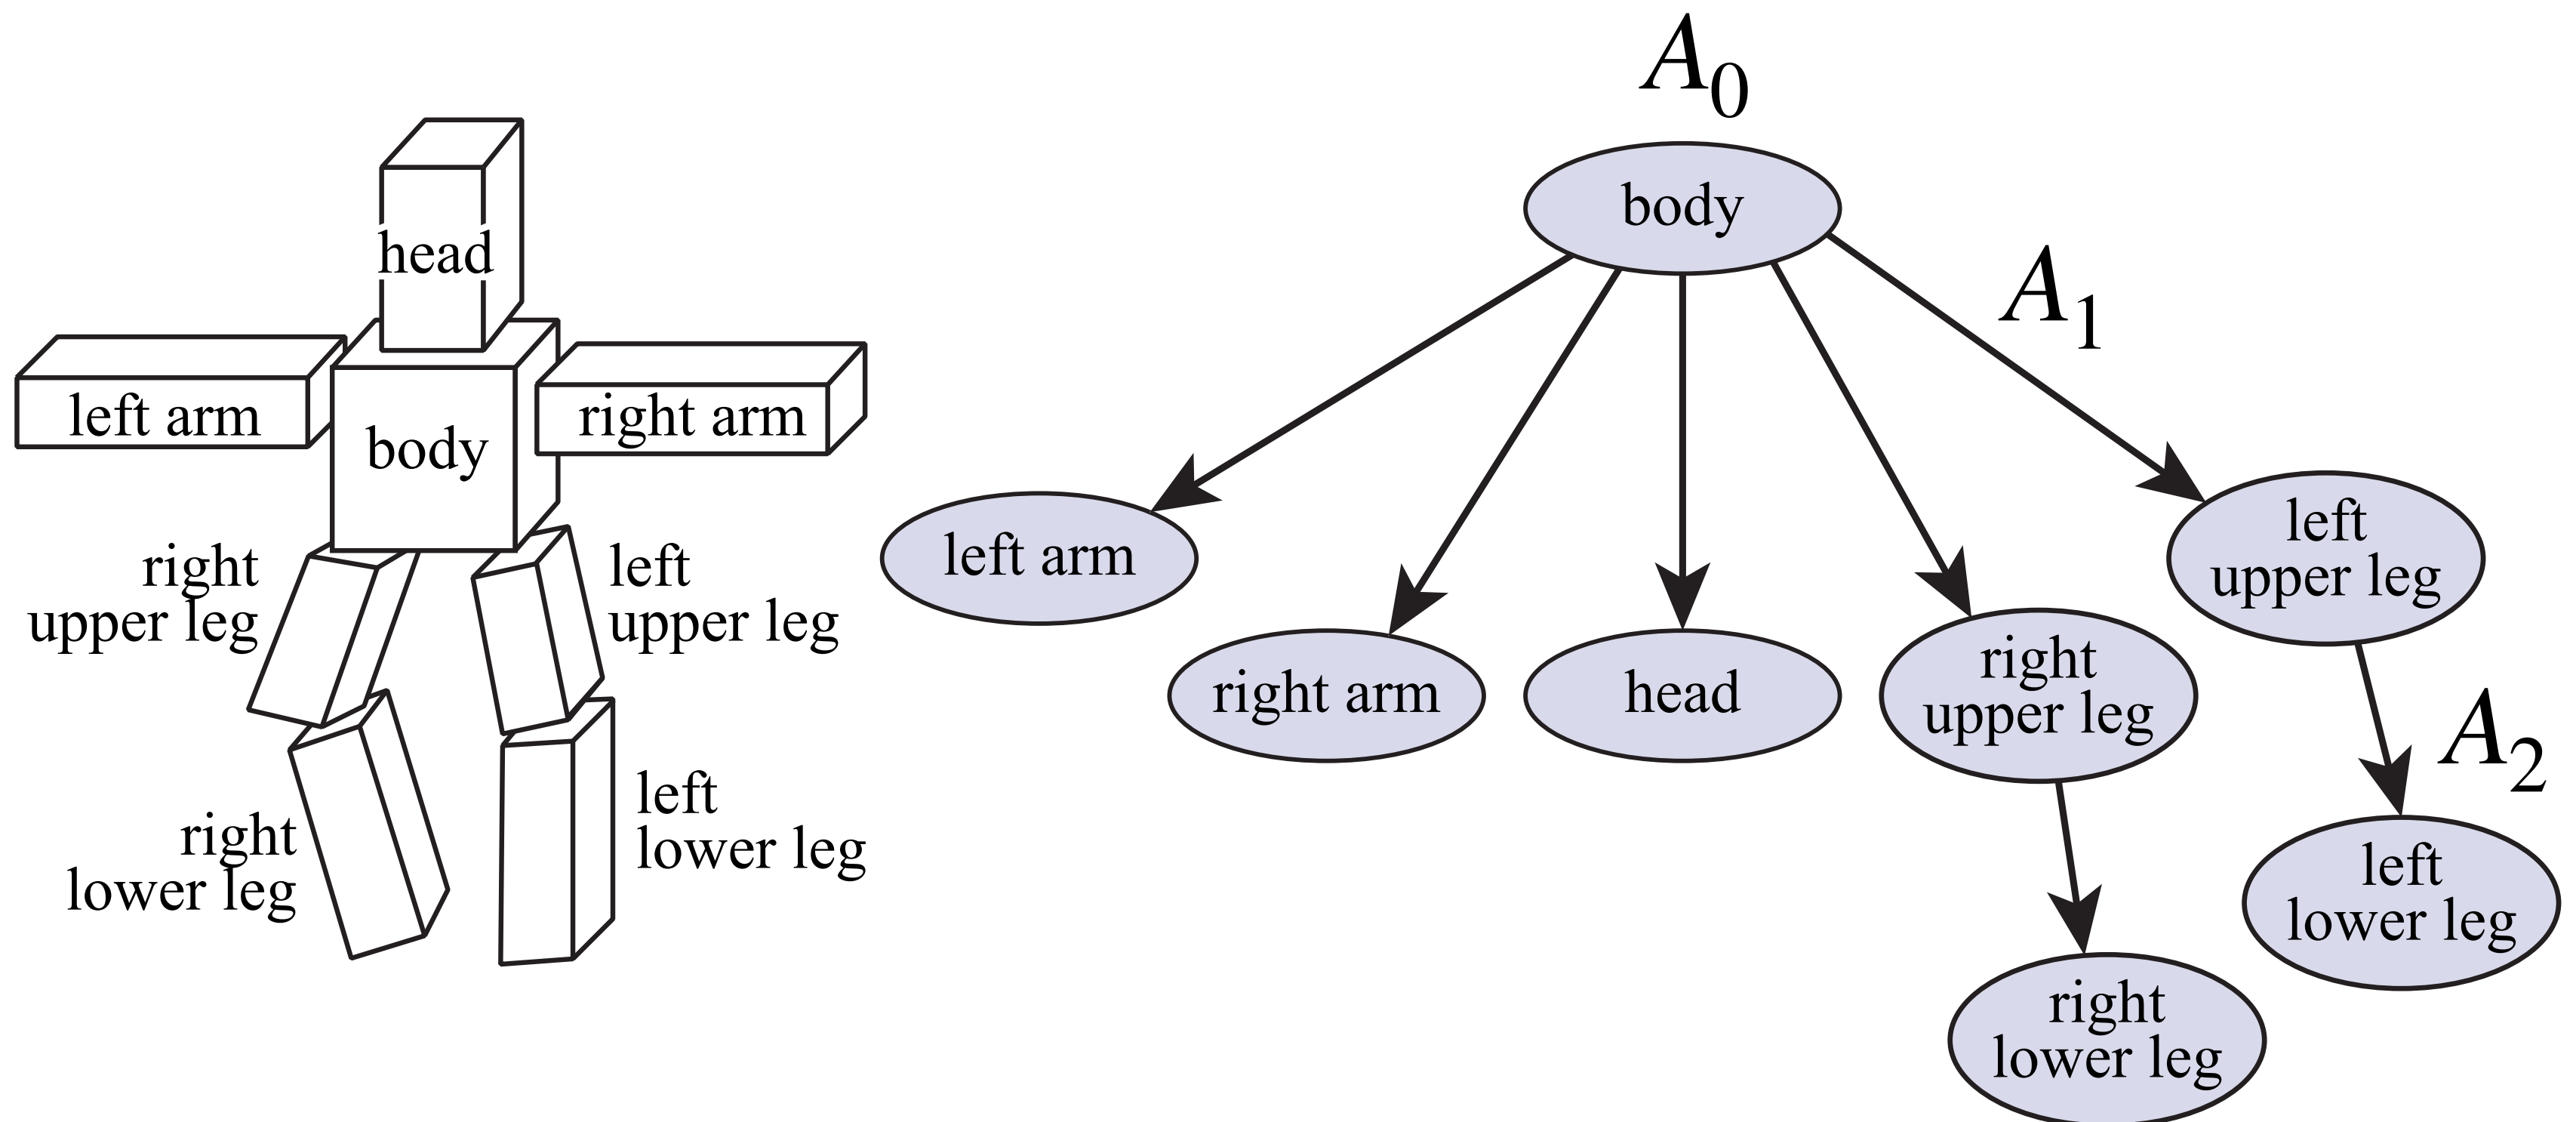 head
left arm
right arm
body
right
upper leg
left
upper leg
right
lower leg
left
lower leg
A0
body
A1
left arm
right arm
head
right
upper leg
left
upper leg
A2
left
lower leg
right
lower leg